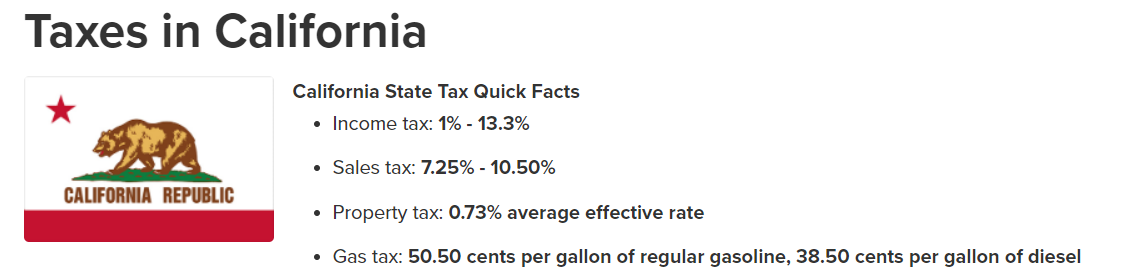 Taxes in California
CALIFORNIA REPUBLIC
California State Tax Quick Facts
• Income tax: 1% - 13.3%
• Sales tax: 7.25% - 10.50%
• Property tax: 0.73% average effective rate
• Gas tax: 50.50 cents per gallon of regular gasoline, 38.50 cents per gallon of diesel